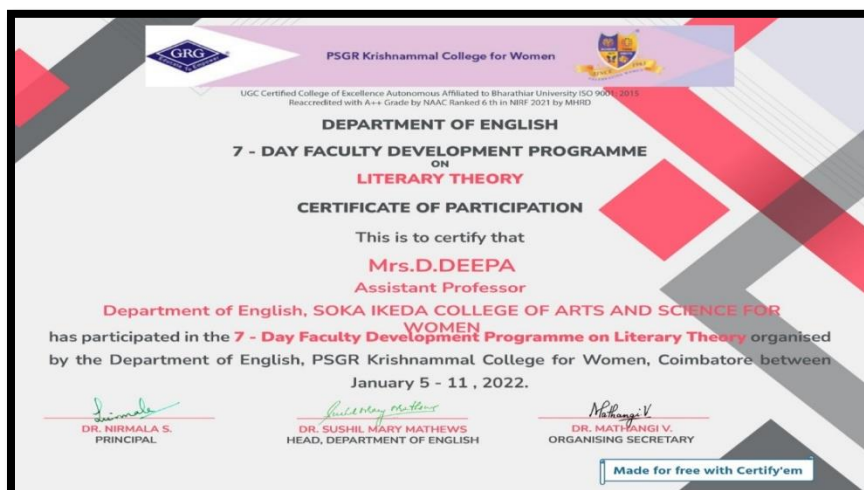 GRG
PSGR Krishnammal College for Women
UGC Certified College of Excellence Autonomous Affiliated to Bharathiar University ISO 9001: 2015
Reaccredited with A++ Grade by NAAC Ranked 6 th in NIRF 2021 by MHRD
DEPARTMENT OF ENGLISH
7 - DAY FACULTY DEVELOPMENT PROGRAMME
ON
LITERARY THEORY
CERTIFICATE OF PARTICIPATION
This is to certify that
Mrs.D.DEEPA
Assistant Professor
Department of English, SOKA IKEDA COLLEGE OF ARTS AND SCIENCE FOR
WOMEN
has participated in the 7 - Day Faculty Development Programme on Literary Theory organised
by the Department of English, PSGR Krishnammal College for Women, Coimbatore between
January 5 - 11 , 2022.
Nirmala
Sushil Mary Mathews
Mathangi V
DR. NIRMALA S.
PRINCIPAL
DR. SUSHIL MARY MATHEWS
HEAD, DEPARTMENT OF ENGLISH
DR. MATHANGI V.
ORGANISING SECRETARY
Made for free with Certify'em